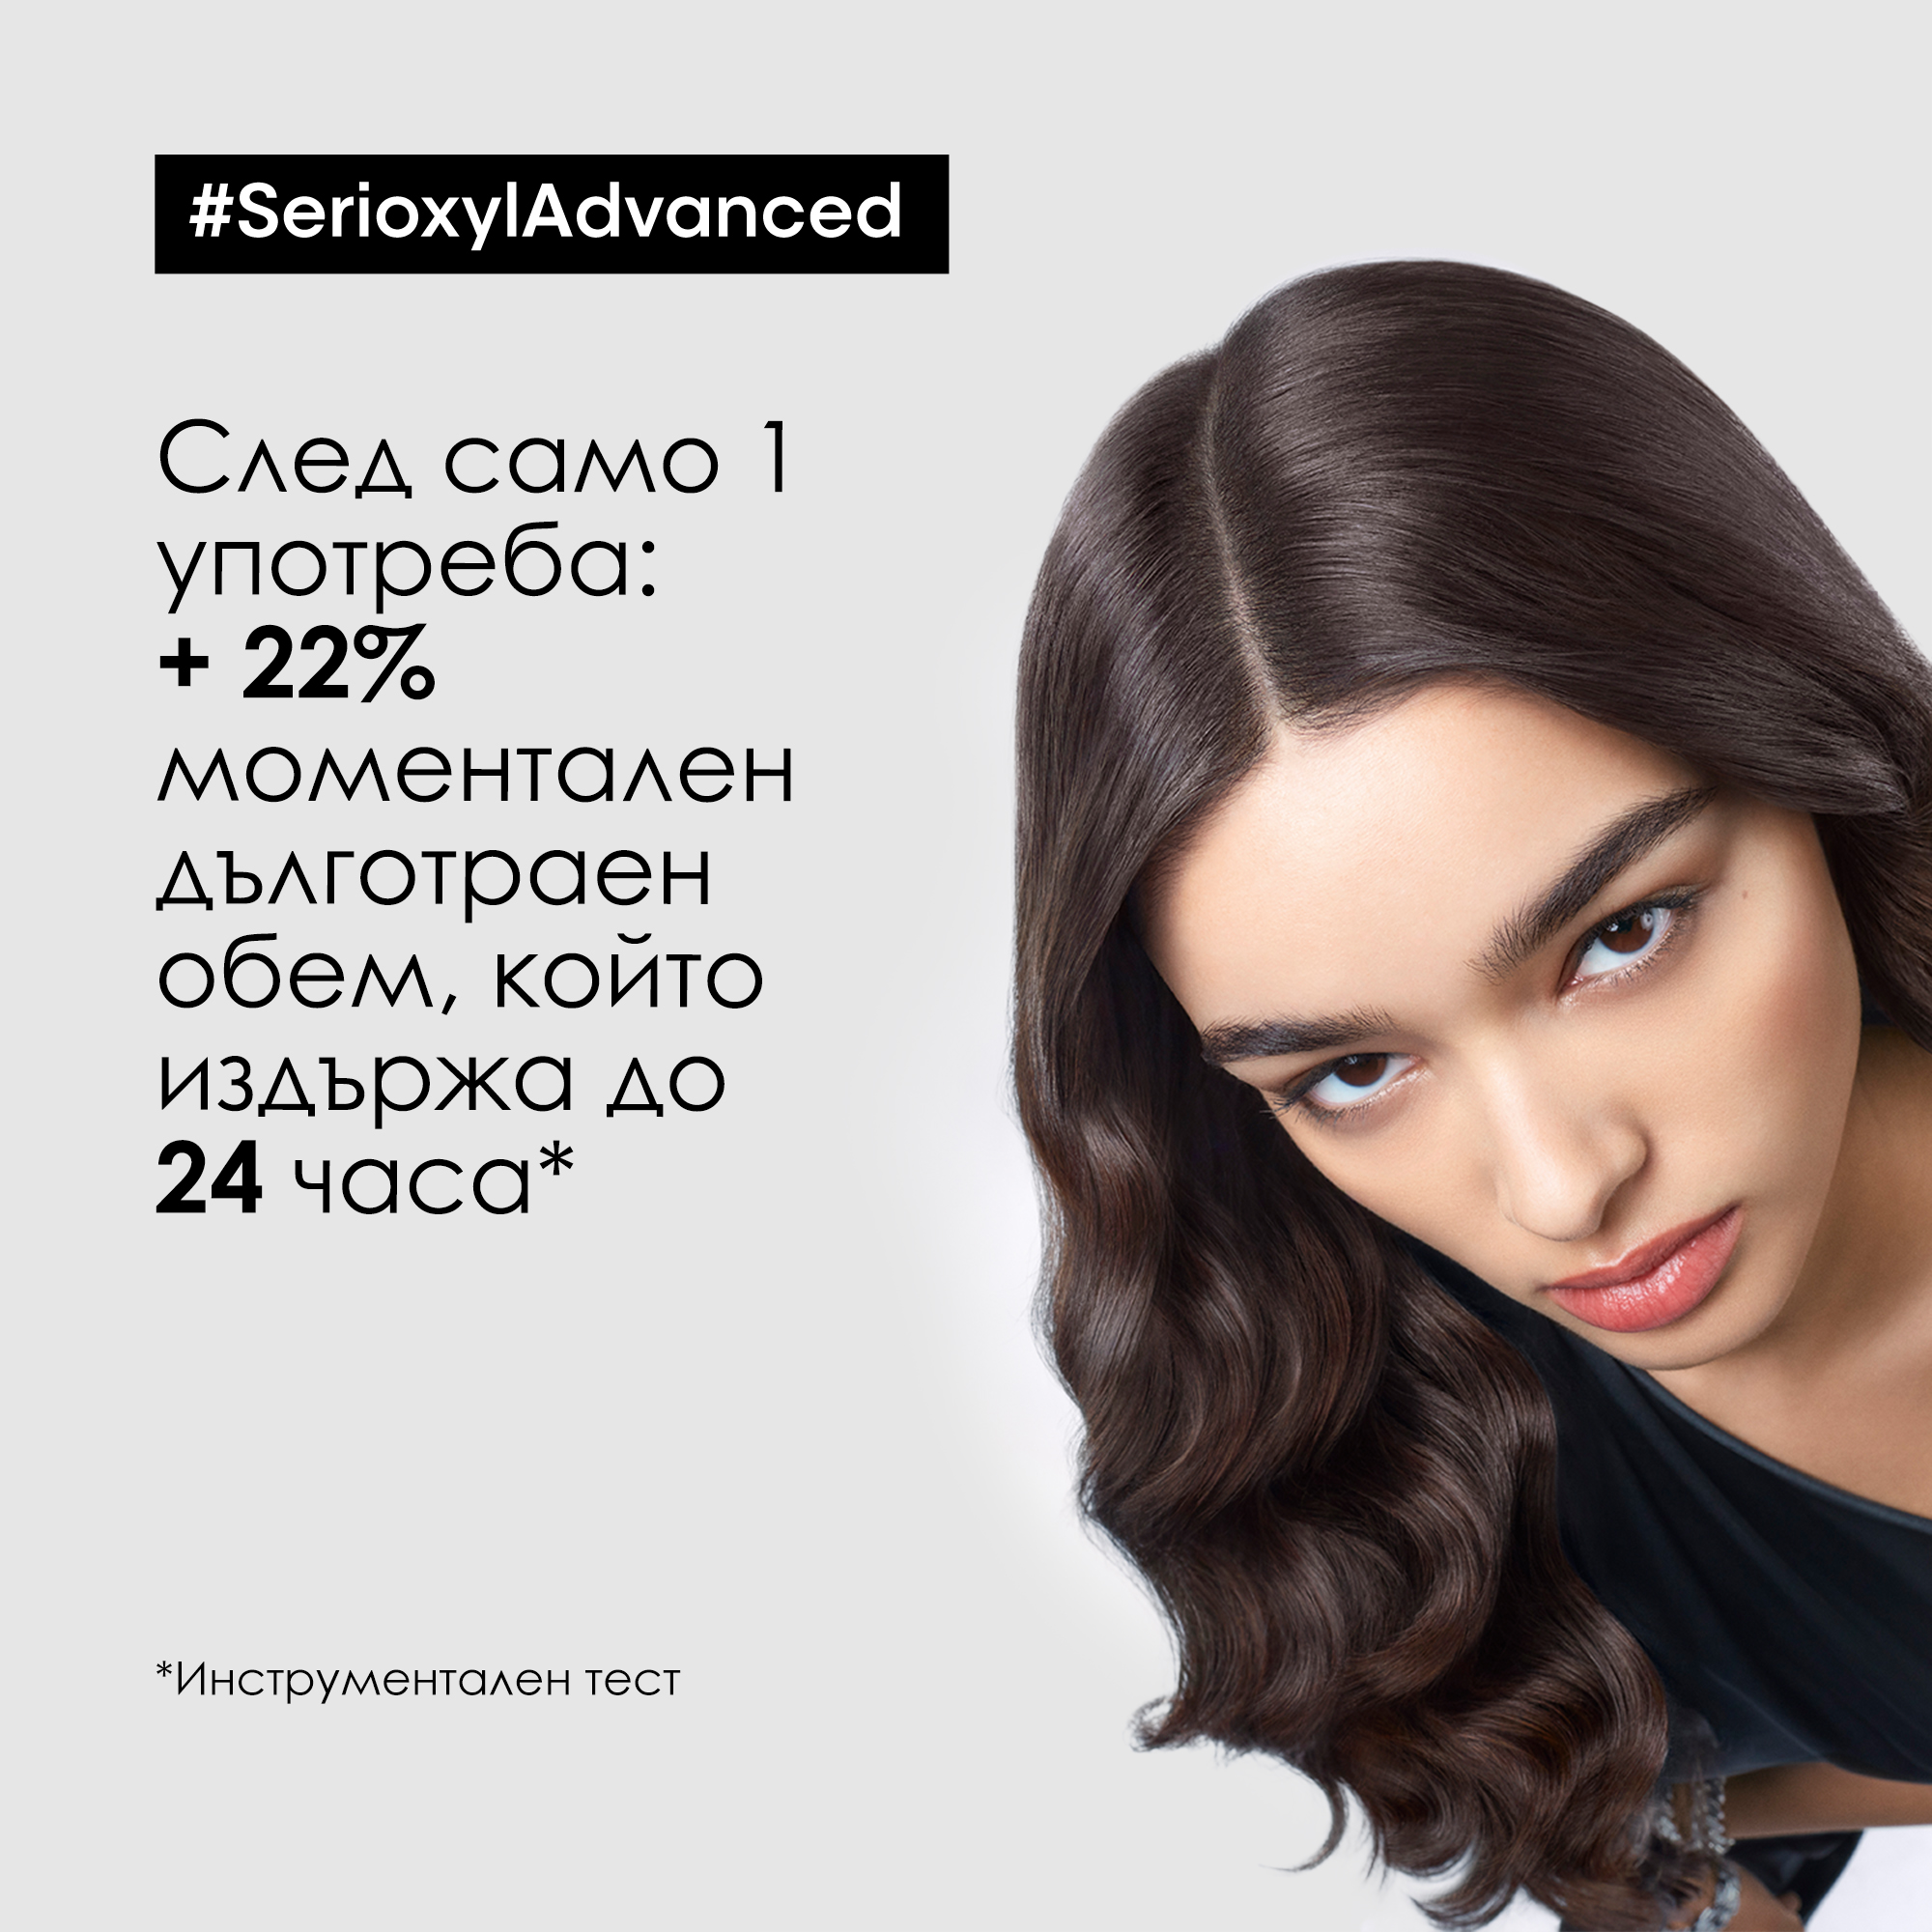 #SerioxylAdvanced
След само 1
употреба:
+ 22%
моментален
дълготраен
обем, който
издържа до
24 часа*
*Инструментален тест